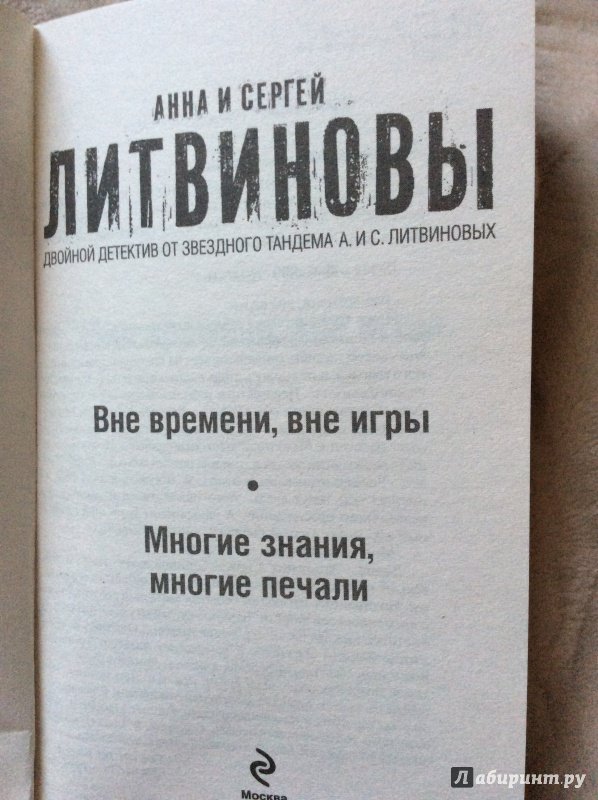 АННА И СЕРГЕЙ
ЛИТВИНОВЫ
ДВОЙНОЙ ДЕТЕКТИВ ОТ ЗВЕЗДНОГО ТАНДЕМА А. И С. ЛИТВИНОВЫХ
Вне времени, вне игры
•
Многие знания,
многие печали
Москва
Лабиринт.ру